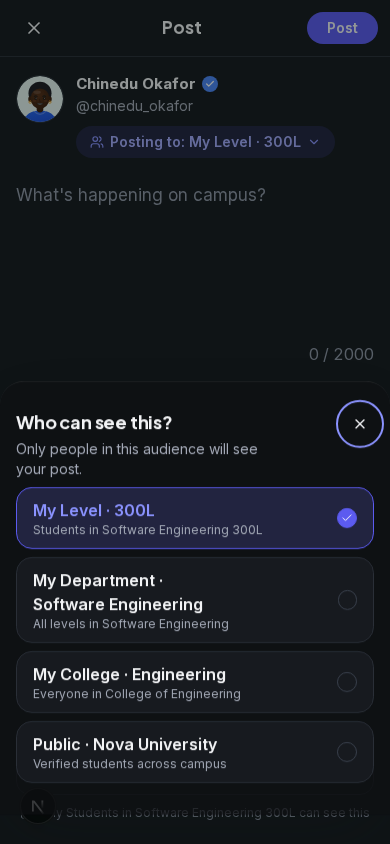 Post
Post
Chinedu Okafor
@chinedu_okafor
Posting to: My Level · 300L
What's happening on campus?
0 / 2000
Who can see this?
Only people in this audience will see
your post.
My Level · 300L
Students in Software Engineering 300L
My Department ·
Software Engineering
All levels in Software Engineering
My College · Engineering
Everyone in College of Engineering
Public · Nova University
Verified students across campus
N
Students in Software Engineering 300L can see this